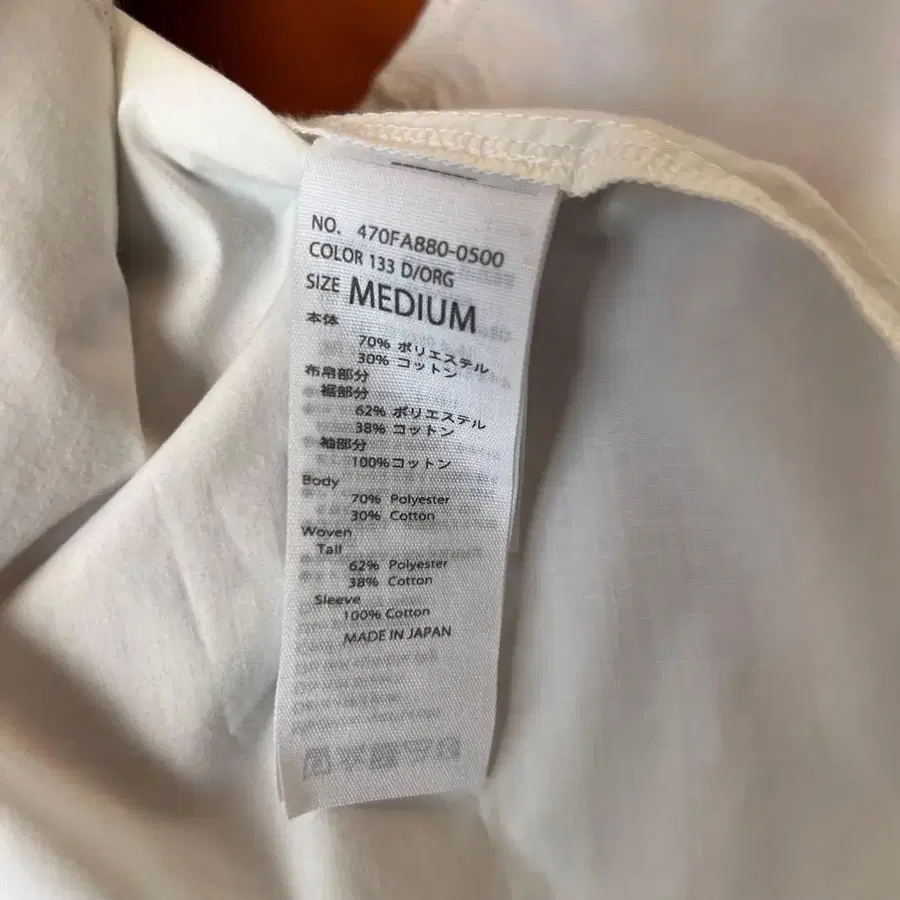 NO. 470FA880-0500
COLOR 133 D/ORG
SIZE MEDIUM
本体
70% ポリエステル
30% コットン
布帛部分
裾部分
62% ポリエステル
38% コットン
袖部分
100%コットン
Body
70% Polyester
30% Cotton
Woven
Tail
62% Polyester
38% Cotton
Sleeve
100% Cotton
MADE IN JAPAN